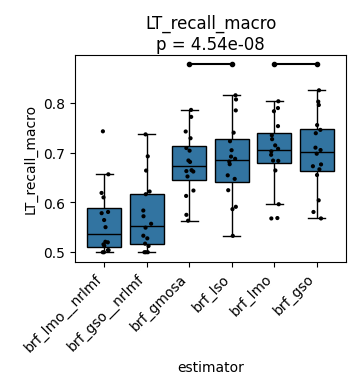 LT_recall_macro
p = 4.54e-08
LT_recall_macro
0.8
0.7
0.6
0.5
brf_lmo__nrlmf
brf_gso__nrlmf
brf_gmosa
brf_lso
brf_lmo
brf_gso
estimator